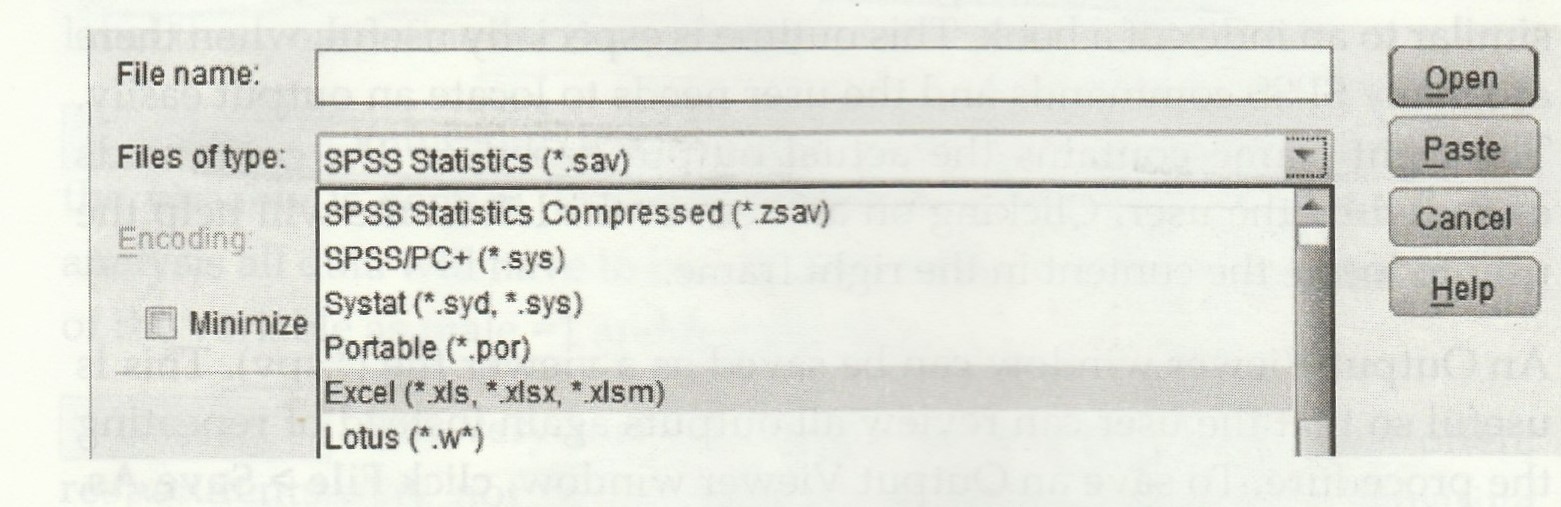 File name:
Open
Files of type: SPSS Statistics (*.sav)
Paste
SPSS Statistics Compressed (*.zsav)
Encoding:
Cancel
SPSS/PC+ (*.sys)
Systat (*.syd, *.sys)
Help
Minimize
Portable (*.por)
Excel (*.xls, *.xlsx, *.xlsm)
Lotus (*.w*)